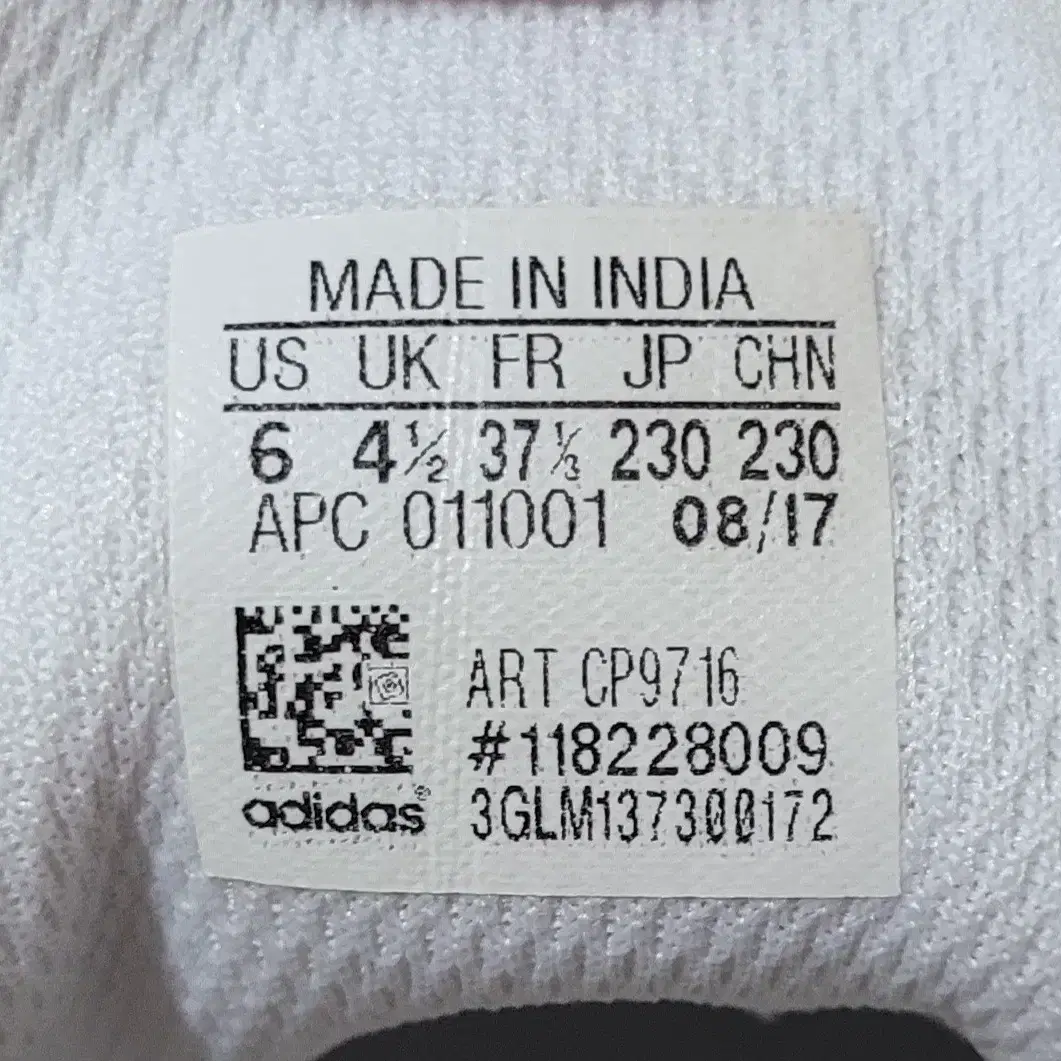 MADE IN INDIA
US UK FR JP CHN
6 4½ 37⅓ 230 230
APC 011001 08/17
ART CP9716
#118228009
adidas® 3GLM137300172